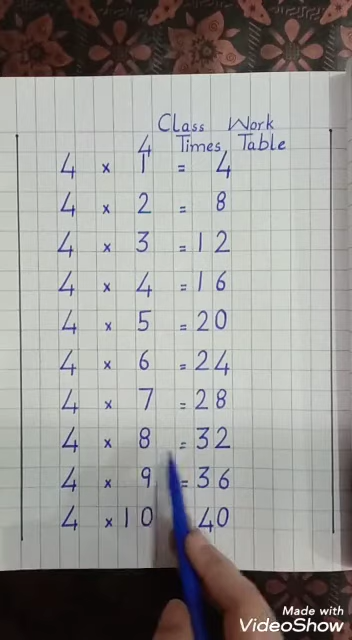 Class Work
4 Times Table
4 × 1 = 4
4 × 2 = 8
4 × 3 = 12
4 × 4 = 16
4 × 5 = 20
4 × 6 = 24
4 × 7 = 28
4 × 8 = 32
4 × 9 = 36
4 × 10 40
Made with
VideoShow